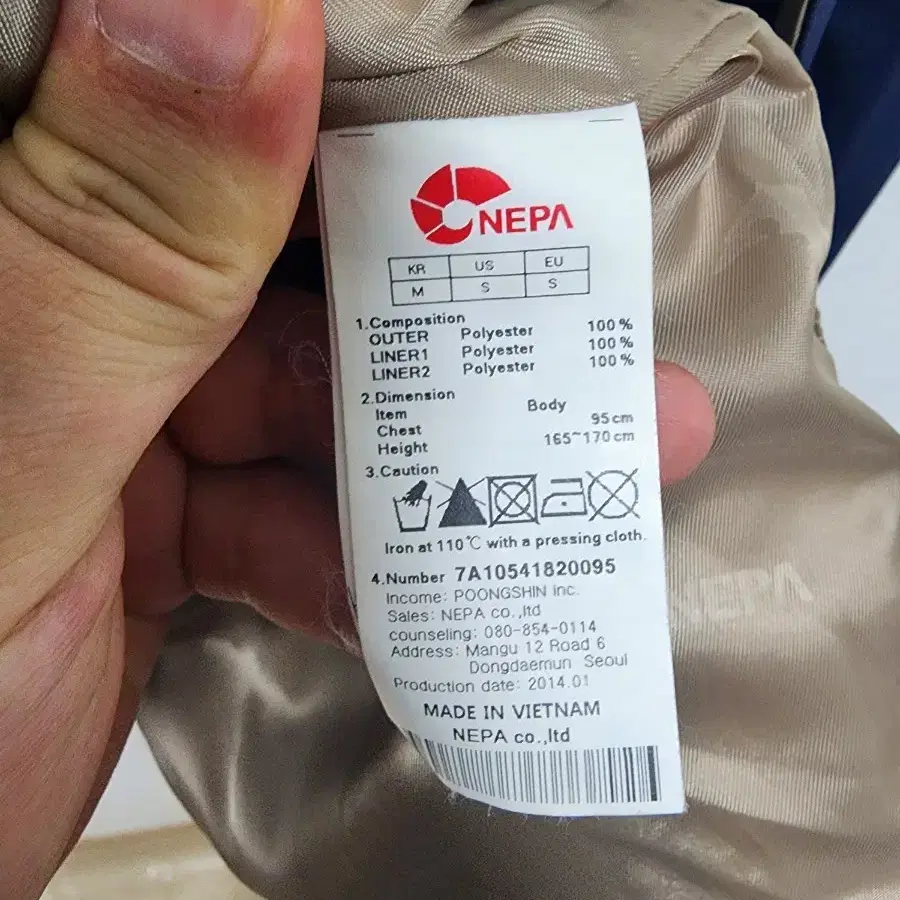 NEPA
KR US EU
M S S
1.Composition
OUTER Polyester 100%
LINER1 Polyester 100%
LINER2 Polyester 100%
2.Dimension
Item Body
Chest 95cm
Height 165~170cm
3.Caution
Iron at 110℃ with a pressing cloth.
4.Number 7A10541820095
Income: POONGSHIN Inc.
Sales: NEPA co.,ltd
counseling: 080-854-0114
Address: Mangu 12 Road 6
Dongdaemun Seoul
Production date: 2014.01
MADE IN VIETNAM
NEPA co.,ltd
NEPA